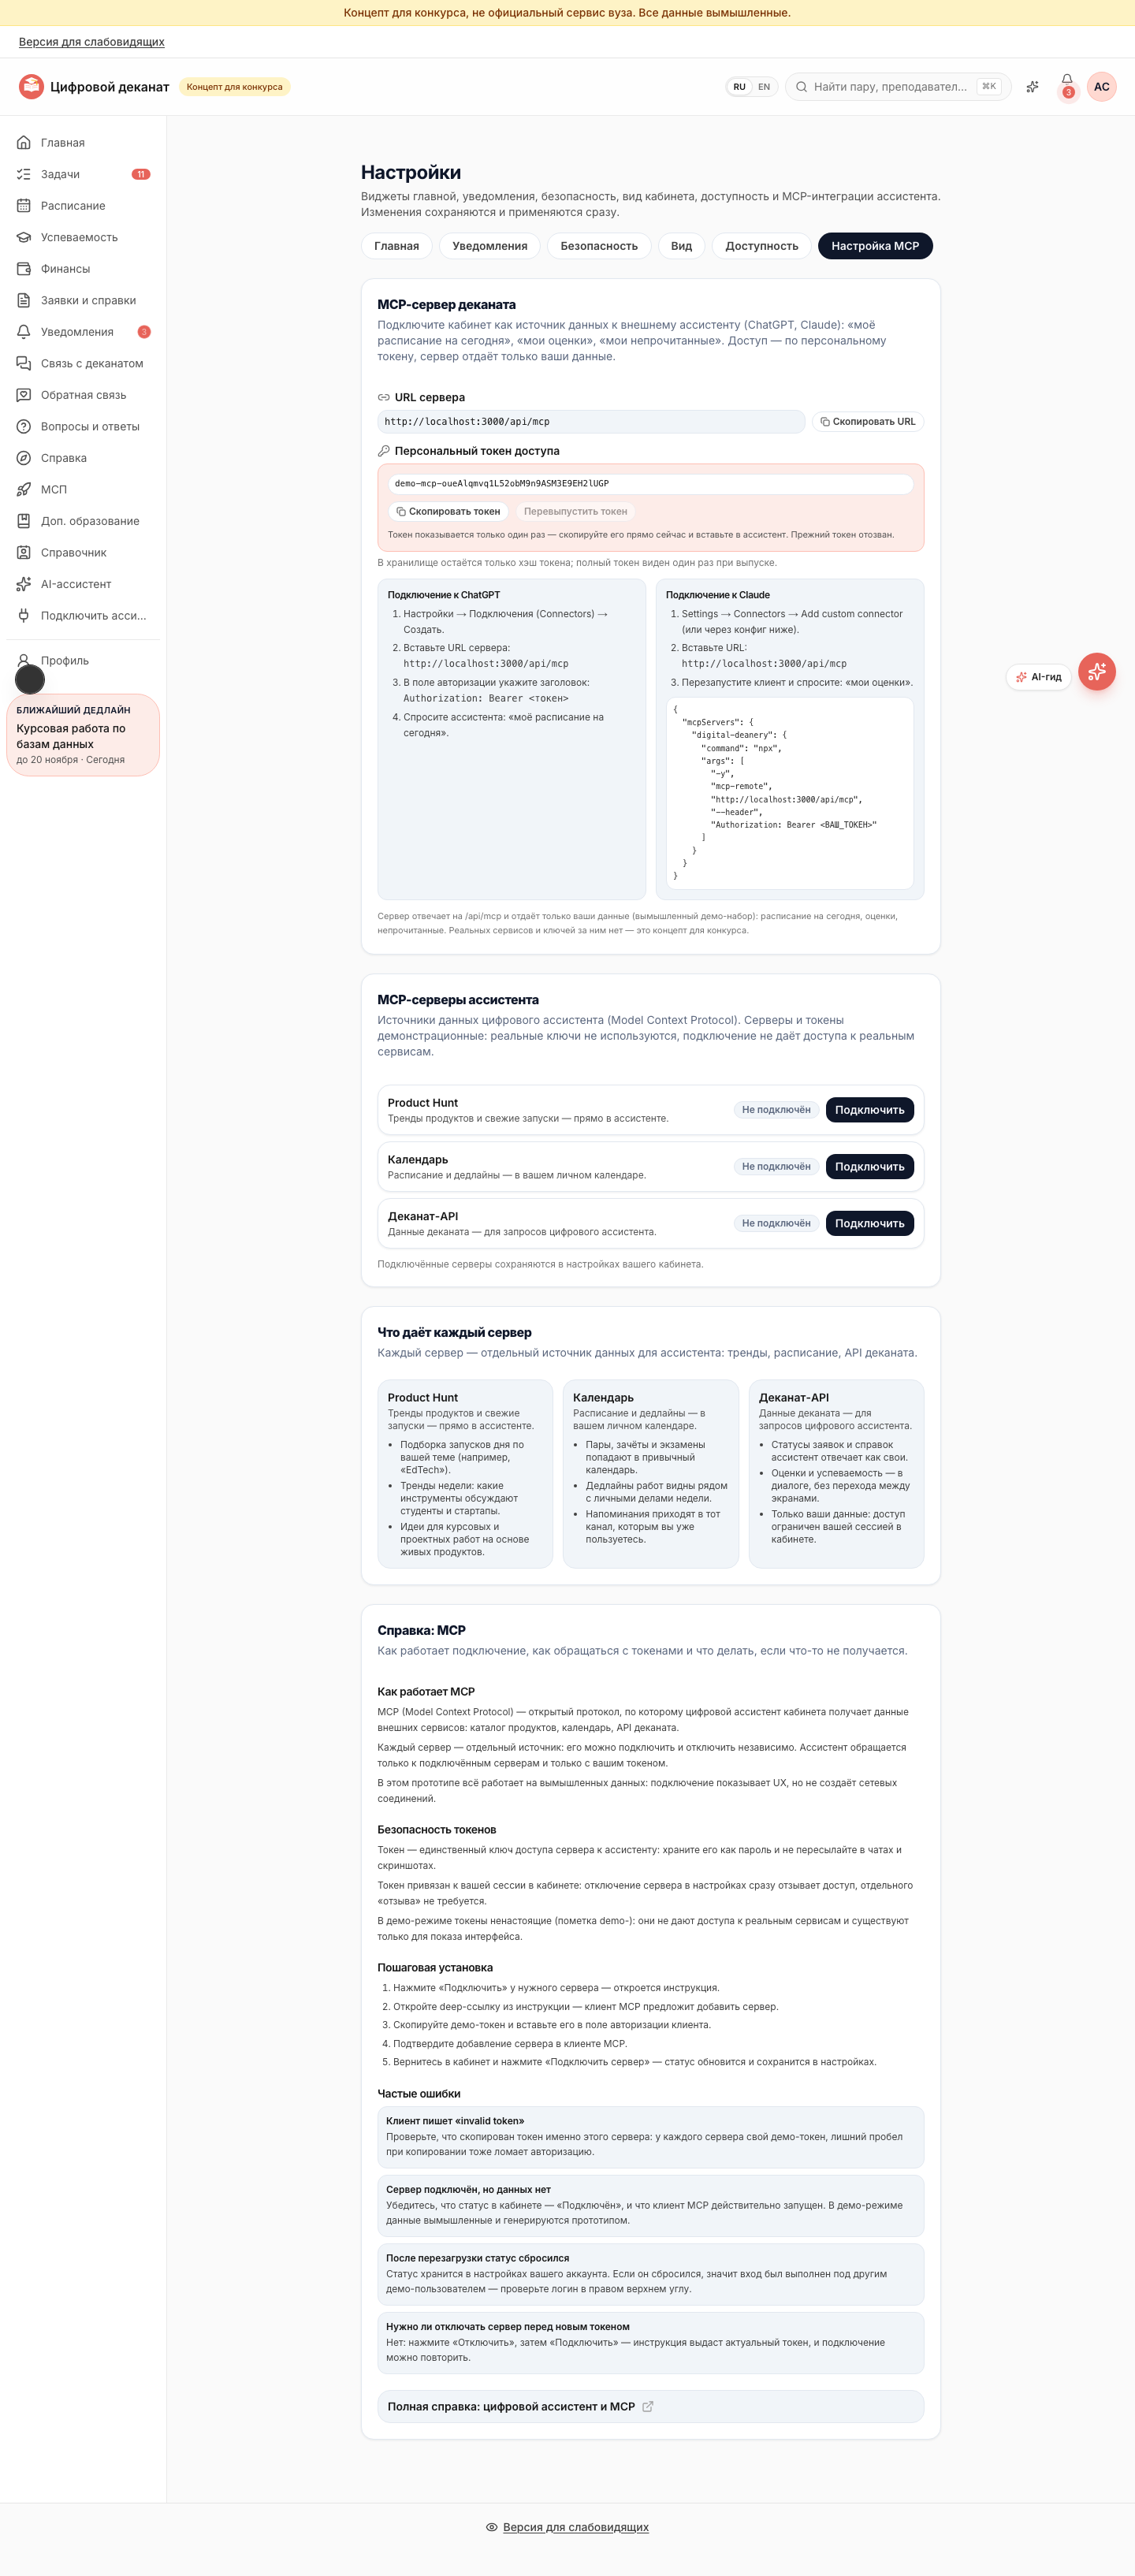 Концепт для конкурса, не официальный сервис вуза. Все данные вымышленные.
Версия для слабовидящих
Цифровой деканат
Концепт для конкурса
RU
EN
Найти пару, преподавател...
⌘K
3
АС
Главная
Задачи
11
Расписание
Успеваемость
Финансы
Заявки и справки
Уведомления
3
Связь с деканатом
Обратная связь
Вопросы и ответы
Справка
МСП
Доп. образование
Справочник
AI-ассистент
Подключить асси...
Профиль
БЛИЖАЙШИЙ ДЕДЛАЙН
Курсовая работа по
базам данных
до 20 ноября · Сегодня
Настройки
Виджеты главной, уведомления, безопасность, вид кабинета, доступность и MCP-интеграции ассистента.
Изменения сохраняются и применяются сразу.
Главная
Уведомления
Безопасность
Вид
Доступность
Настройка MCP
MCP-сервер деканата
Подключите кабинет как источник данных к внешнему ассистенту (ChatGPT, Claude): «моё
расписание на сегодня», «мои оценки», «мои непрочитанные». Доступ — по персональному
токену, сервер отдаёт только ваши данные.
URL сервера
http://localhost:3000/api/mcp
Скопировать URL
Персональный токен доступа
demo-mcp-oueAlqmvq1L52obM9n9ASM3E9EH2lUGP
Скопировать токен
Перевыпустить токен
Токен показывается только один раз — скопируйте его прямо сейчас и вставьте в ассистент. Прежний токен отозван.
В хранилище остаётся только хэш токена; полный токен виден один раз при выпуске.
Подключение к ChatGPT
1. Настройки → Подключения (Connectors) →
Создать.
2. Вставьте URL сервера:
http://localhost:3000/api/mcp
3. В поле авторизации укажите заголовок:
Authorization: Bearer <токен>
4. Спросите ассистента: «моё расписание на
сегодня».
Подключение к Claude
1. Settings → Connectors → Add custom connector
(или через конфиг ниже).
2. Вставьте URL:
http://localhost:3000/api/mcp
3. Перезапустите клиент и спросите: «мои оценки».
{
"mcpServers": {
"digital-deanery": {
"command": "npx",
"args": [
"-y",
"mcp-remote",
"http://localhost:3000/api/mcp",
"--header",
"Authorization: Bearer <ВАШ_ТОКЕН>"
]
}
}
}
AI-гид
Сервер отвечает на /api/mcp и отдаёт только ваши данные (вымышленный демо-набор): расписание на сегодня, оценки,
непрочитанные. Реальных сервисов и ключей за ним нет — это концепт для конкурса.
MCP-серверы ассистента
Источники данных цифрового ассистента (Model Context Protocol). Серверы и токены
демонстрационные: реальные ключи не используются, подключение не даёт доступа к реальным
сервисам.
Product Hunt
Тренды продуктов и свежие запуски — прямо в ассистенте.
Не подключён
Подключить
Календарь
Расписание и дедлайны — в вашем личном календаре.
Не подключён
Подключить
Деканат-API
Данные деканата — для запросов цифрового ассистента.
Не подключён
Подключить
Подключённые серверы сохраняются в настройках вашего кабинета.
Что даёт каждый сервер
Каждый сервер — отдельный источник данных для ассистента: тренды, расписание, API деканата.
Product Hunt
Тренды продуктов и свежие
запуски — прямо в ассистенте.
• Подборка запусков дня по
вашей теме (например,
«EdTech»).
• Тренды недели: какие
инструменты обсуждают
студенты и стартапы.
• Идеи для курсовых и
проектных работ на основе
живых продуктов.
Календарь
Расписание и дедлайны — в
вашем личном календаре.
• Пары, зачёты и экзамены
попадают в привычный
календарь.
• Дедлайны работ видны рядом
с личными делами недели.
• Напоминания приходят в тот
канал, которым вы уже
пользуетесь.
Деканат-API
Данные деканата — для
запросов цифрового ассистента.
• Статусы заявок и справок
ассистент отвечает как свои.
• Оценки и успеваемость — в
диалоге, без перехода между
экранами.
• Только ваши данные: доступ
ограничен вашей сессией в
кабинете.
Справка: MCP
Как работает подключение, как обращаться с токенами и что делать, если что-то не получается.
Как работает MCP
MCP (Model Context Protocol) — открытый протокол, по которому цифровой ассистент кабинета получает данные
внешних сервисов: каталог продуктов, календарь, API деканата.
Каждый сервер — отдельный источник: его можно подключить и отключить независимо. Ассистент обращается
только к подключённым серверам и только с вашим токеном.
В этом прототипе всё работает на вымышленных данных: подключение показывает UX, но не создаёт сетевых
соединений.
Безопасность токенов
Токен — единственный ключ доступа сервера к ассистенту: храните его как пароль и не пересылайте в чатах и
скриншотах.
Токен привязан к вашей сессии в кабинете: отключение сервера в настройках сразу отзывает доступ, отдельного
«отзыва» не требуется.
В демо-режиме токены ненастоящие (пометка demo-): они не дают доступа к реальным сервисам и существуют
только для показа интерфейса.
Пошаговая установка
1. Нажмите «Подключить» у нужного сервера — откроется инструкция.
2. Откройте deep-ссылку из инструкции — клиент MCP предложит добавить сервер.
3. Скопируйте демо-токен и вставьте его в поле авторизации клиента.
4. Подтвердите добавление сервера в клиенте MCP.
5. Вернитесь в кабинет и нажмите «Подключить сервер» — статус обновится и сохранится в настройках.
Частые ошибки
Клиент пишет «invalid token»
Проверьте, что скопирован токен именно этого сервера: у каждого сервера свой демо-токен, лишний пробел
при копировании тоже ломает авторизацию.
Сервер подключён, но данных нет
Убедитесь, что статус в кабинете — «Подключён», и что клиент MCP действительно запущен. В демо-режиме
данные вымышленные и генерируются прототипом.
После перезагрузки статус сбросился
Статус хранится в настройках вашего аккаунта. Если он сбросился, значит вход был выполнен под другим
демо-пользователем — проверьте логин в правом верхнем углу.
Нужно ли отключать сервер перед новым токеном
Нет: нажмите «Отключить», затем «Подключить» — инструкция выдаст актуальный токен, и подключение
можно повторить.
Полная справка: цифровой ассистент и MCP
Версия для слабовидящих